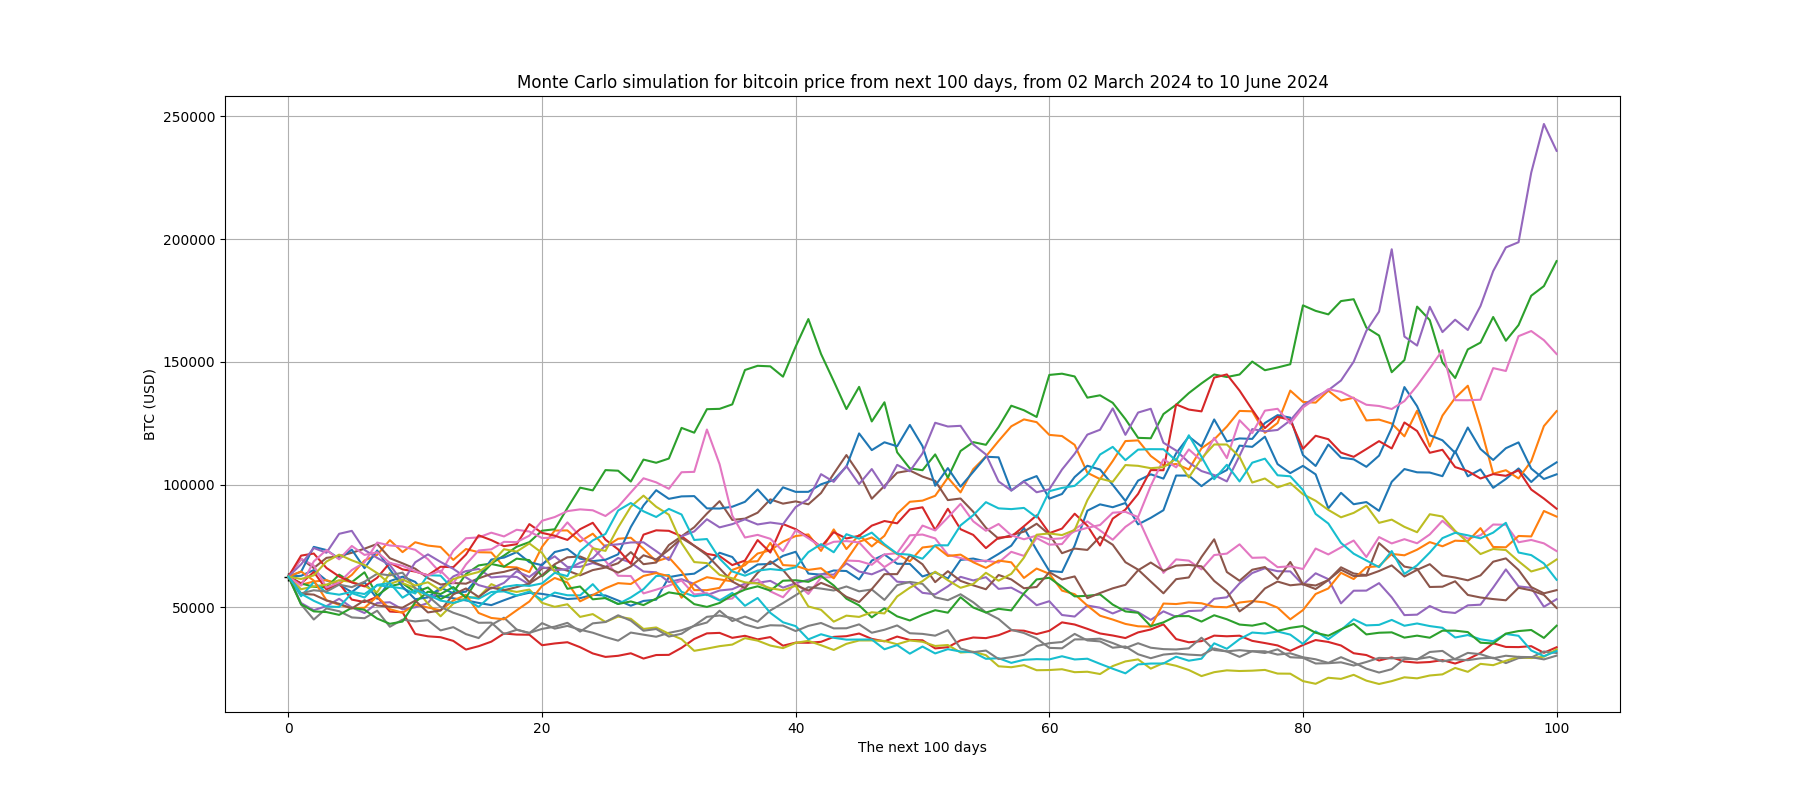 Monte Carlo simulation for bitcoin price from next 100 days, from 02 March 2024 to 10 June 2024
250000
200000
150000
100000
50000
BTC (USD)
0 20 40 60 80 100
The next 100 days